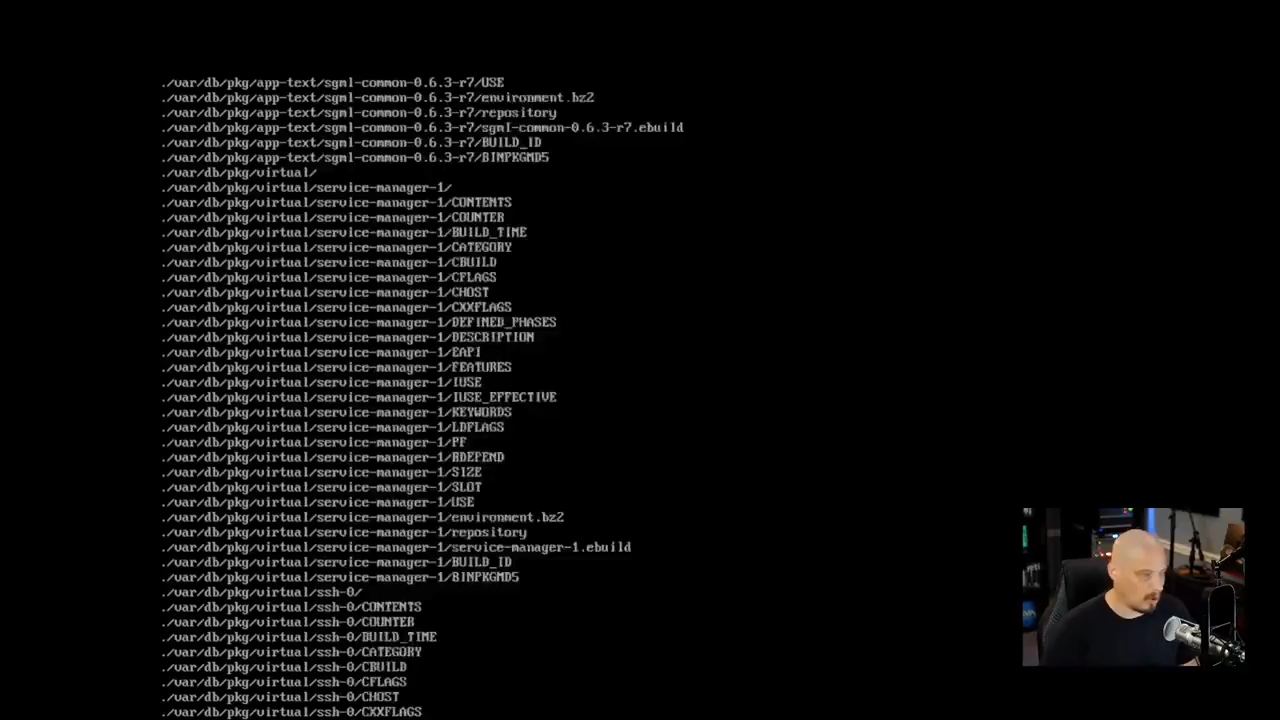 ./var/db/pkg/app-text/sgml-common-0.6.3-r7/USE
./var/db/pkg/app-text/sgml-common-0.6.3-r7/environment.bz2
./var/db/pkg/app-text/sgml-common-0.6.3-r7/repository
./var/db/pkg/app-text/sgml-common-0.6.3-r7/sgml-common-0.6.3-r7.ebuild
./var/db/pkg/app-text/sgml-common-0.6.3-r7/BUILD_ID
./var/db/pkg/app-text/sgml-common-0.6.3-r7/BINPKGMD5
./var/db/pkg/virtual/
./var/db/pkg/virtual/service-manager-1/
./var/db/pkg/virtual/service-manager-1/CONTENTS
./var/db/pkg/virtual/service-manager-1/COUNTER
./var/db/pkg/virtual/service-manager-1/BUILD_TIME
./var/db/pkg/virtual/service-manager-1/CATEGORY
./var/db/pkg/virtual/service-manager-1/CBUILD
./var/db/pkg/virtual/service-manager-1/CFLAGS
./var/db/pkg/virtual/service-manager-1/CHOST
./var/db/pkg/virtual/service-manager-1/CXXFLAGS
./var/db/pkg/virtual/service-manager-1/DEFINED_PHASES
./var/db/pkg/virtual/service-manager-1/DESCRIPTION
./var/db/pkg/virtual/service-manager-1/EAPI
./var/db/pkg/virtual/service-manager-1/FEATURES
./var/db/pkg/virtual/service-manager-1/IUSE
./var/db/pkg/virtual/service-manager-1/IUSE_EFFECTIVE
./var/db/pkg/virtual/service-manager-1/KEYWORDS
./var/db/pkg/virtual/service-manager-1/LDFLAGS
./var/db/pkg/virtual/service-manager-1/PF
./var/db/pkg/virtual/service-manager-1/RDEPEND
./var/db/pkg/virtual/service-manager-1/SIZE
./var/db/pkg/virtual/service-manager-1/SLOT
./var/db/pkg/virtual/service-manager-1/USE
./var/db/pkg/virtual/service-manager-1/environment.bz2
./var/db/pkg/virtual/service-manager-1/repository
./var/db/pkg/virtual/service-manager-1/service-manager-1.ebuild
./var/db/pkg/virtual/service-manager-1/BUILD_ID
./var/db/pkg/virtual/service-manager-1/BINPKGMD5
./var/db/pkg/virtual/ssh-0/
./var/db/pkg/virtual/ssh-0/CONTENTS
./var/db/pkg/virtual/ssh-0/COUNTER
./var/db/pkg/virtual/ssh-0/BUILD_TIME
./var/db/pkg/virtual/ssh-0/CATEGORY
./var/db/pkg/virtual/ssh-0/CBUILD
./var/db/pkg/virtual/ssh-0/CFLAGS
./var/db/pkg/virtual/ssh-0/CHOST
./var/db/pkg/virtual/ssh-0/CXXFLAGS